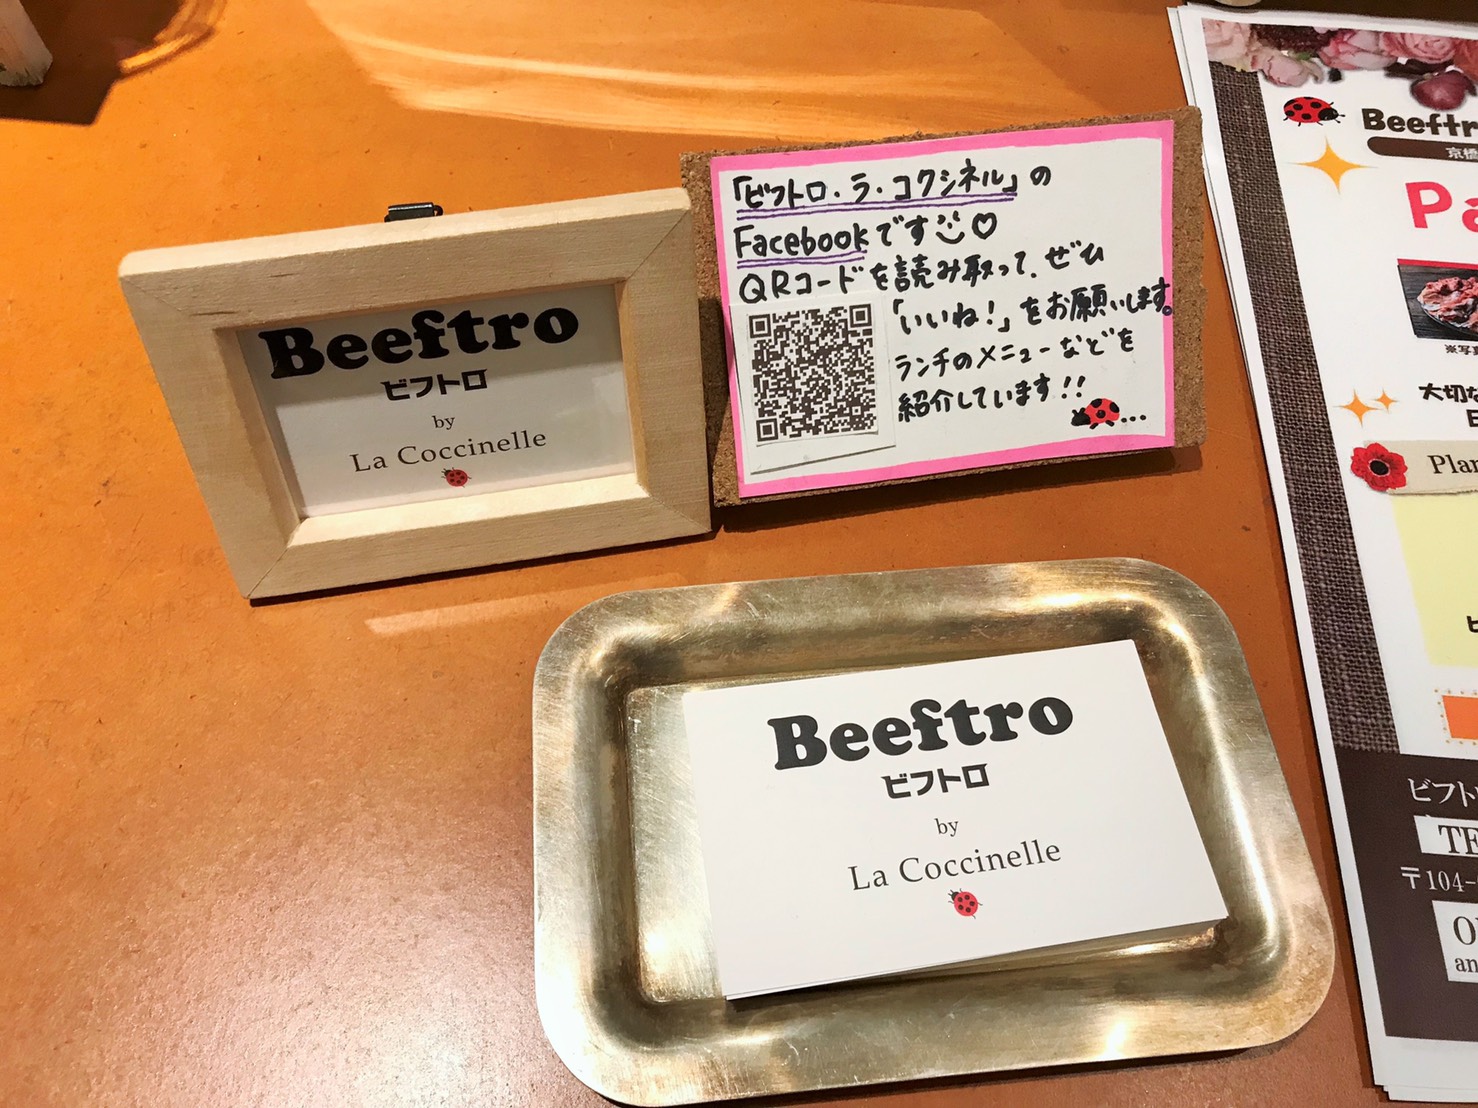 Beeftro
ビフトロ
by
La Coccinelle
「ビフトロ・ラ・コクシネル」の
Facebookです
QRコードを読み取って、ぜひ
「いいね!」をお願いします。
ランチのメニューなどを
紹介しています!!
...
Beeftro
ビフトロ
by
La Coccinelle
Beeftr
京橋
Pa
※写真
大切な
Plan
ビフト
TE
〒104-
O
an